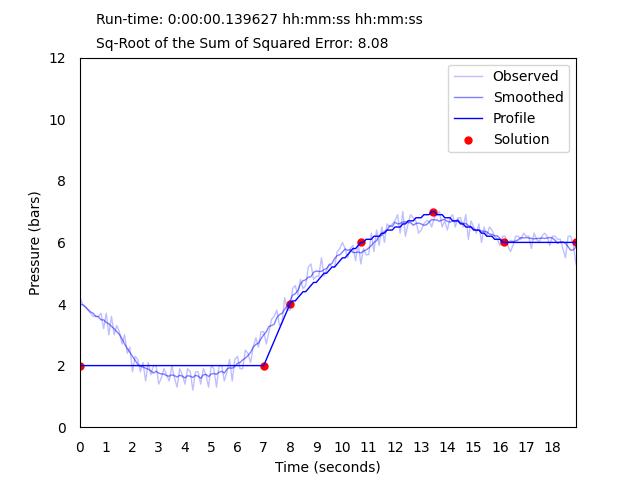 Run-time: 0:00:00.139627 hh:mm:ss hh:mm:ss
Sq-Root of the Sum of Squared Error: 8.08
12
10
8
6
4
2
0
Pressure (bars)
Observed
Smoothed
Profile
Solution
0 1 2 3 4 5 6 7 8 9 10 11 12 13 14 15 16 17 18
Time (seconds)